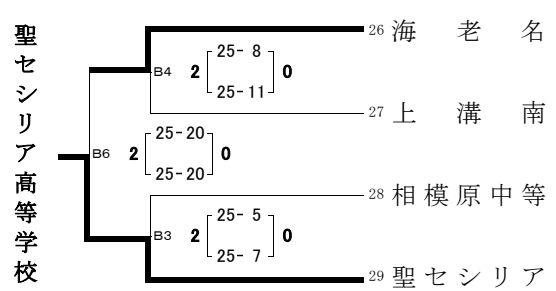 聖セシリア高等学校
26 海老名
B4 2 25- 8 0
25-11
27 上溝南
B6 2 25-20 0
25-20
28 相模原中等
B3 2 25- 5 0
25- 7
29 聖セシリア